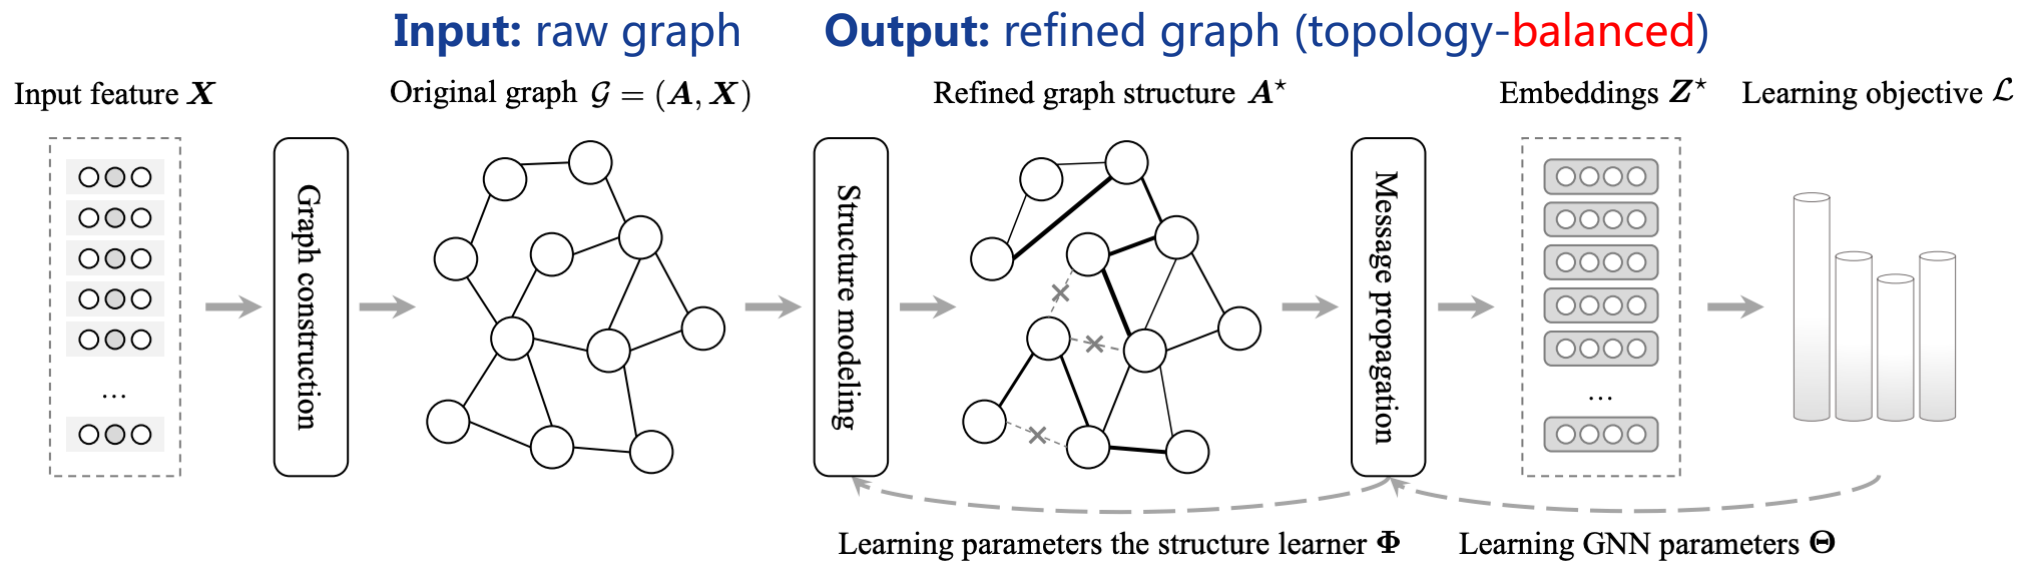 Input: raw graph
Output: refined graph (topology-balanced)
Input feature X
Original graph 𝒢 = (A, X)
Refined graph structure A⋆
Embeddings Z⋆
Learning objective ℒ
Graph construction
Structure modeling
Message propagation
...
...
Learning parameters the structure learner Φ
Learning GNN parameters Θ